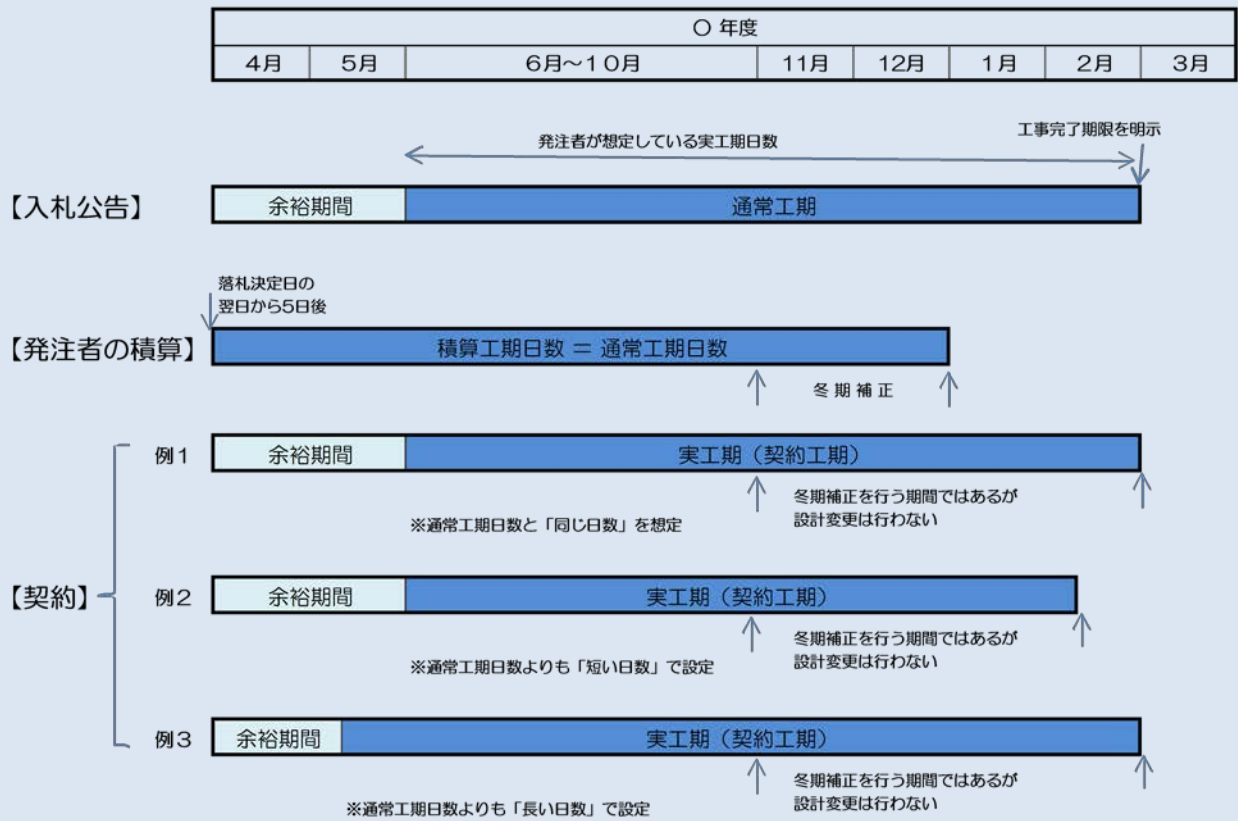 〇 年度
4月 5月 6月～10月 11月 12月 1月 2月 3月
工事完了期限を明示
発注者が想定している実工期日数
【入札公告】
余裕期間 通常工期
落札決定日の
翌日から5日後
【発注者の積算】
積算工期日数 ＝ 通常工期日数
冬 期 補 正
【契約】
例1
余裕期間 実工期（契約工期）
冬期補正を行う期間ではあるが
設計変更は行わない
※通常工期日数と「同じ日数」を想定
例2
余裕期間 実工期（契約工期）
冬期補正を行う期間ではあるが
設計変更は行わない
※通常工期日数よりも「短い日数」で設定
例3
余裕期間 実工期（契約工期）
冬期補正を行う期間ではあるが
設計変更は行わない
※通常工期日数よりも「長い日数」で設定